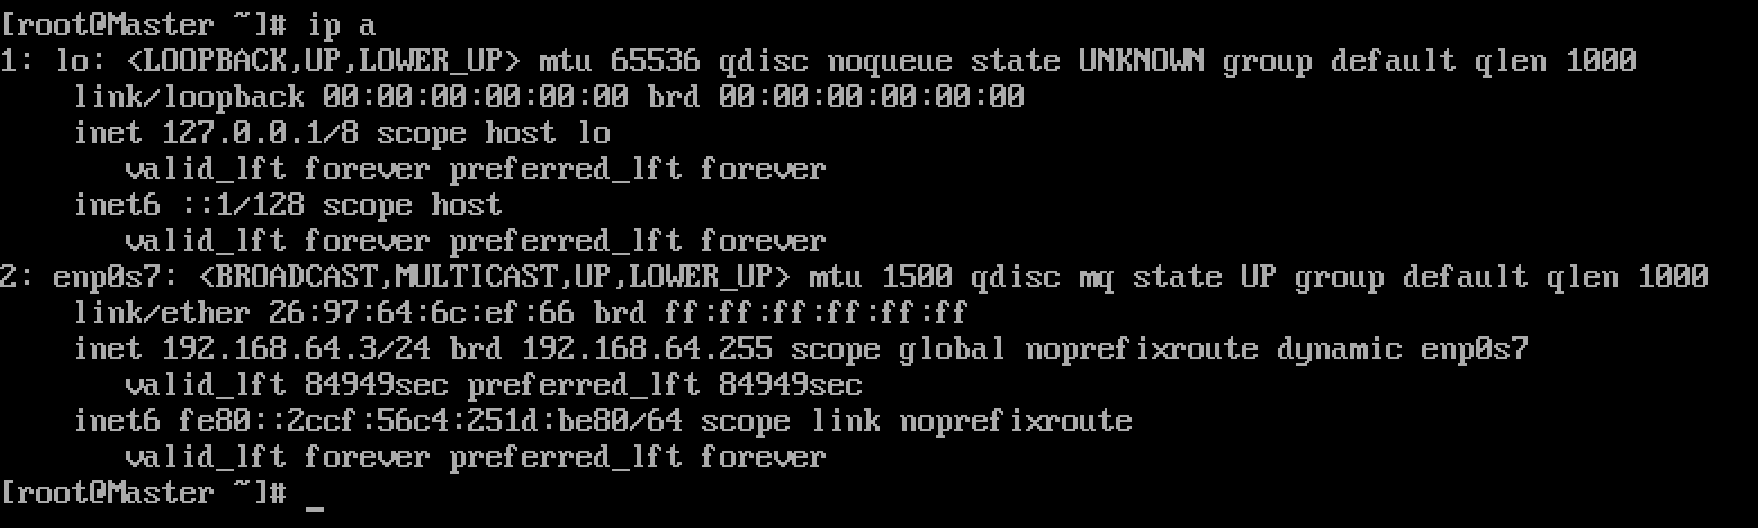 [root@Master ~]# ip a
1: lo: <LOOPBACK,UP,LOWER_UP> mtu 65536 qdisc noqueue state UNKNOWN group default qlen 1000
    link/loopback 00:00:00:00:00:00 brd 00:00:00:00:00:00
    inet 127.0.0.1/8 scope host lo
       valid_lft forever preferred_lft forever
    inet6 ::1/128 scope host
       valid_lft forever preferred_lft forever
2: enp0s7: <BROADCAST,MULTICAST,UP,LOWER_UP> mtu 1500 qdisc mq state UP group default qlen 1000
    link/ether 26:97:64:6c:ef:66 brd ff:ff:ff:ff:ff:ff
    inet 192.168.64.3/24 brd 192.168.64.255 scope global noprefixroute dynamic enp0s7
       valid_lft 84949sec preferred_lft 84949sec
    inet6 fe80::2ccf:56c4:251d:be80/64 scope link noprefixroute
       valid_lft forever preferred_lft forever
[root@Master ~]# _